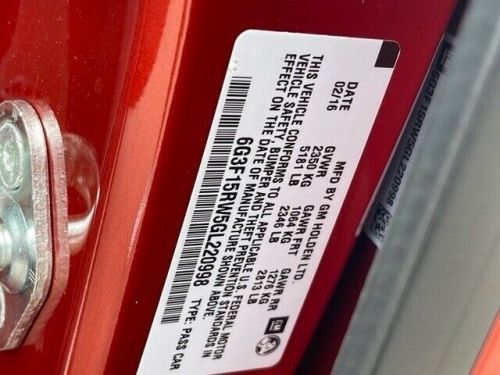 MFD BY GM HOLDEN LTD.
DATE GVWR GAWR FRT GAWR RR
02/16 2350 KG 1064 KG 1276 KG
5181 LB 2346 LB 2813 LB
THIS VEHICLE CONFORMS TO ALL APPLICABLE U.S. FEDERAL MOTOR
VEHICLE SAFETY, BUMPER, AND THEFT PREVENTION STANDARDS IN
EFFECT ON THE DATE OF MANUFACTURE SHOWN ABOVE.
6G3F15RW5GL220998 TYPE: PASS CAR
GM
6G3F15RW5GL220998